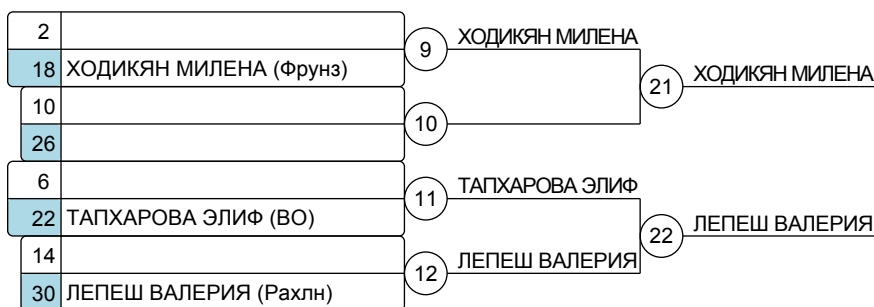 2
ХОДИКЯН МИЛЕНА
9
18 ХОДИКЯН МИЛЕНА (Фрунз)
ХОДИКЯН МИЛЕНА
21
10
10
26
6
ТАПХАРОВА ЭЛИФ
11
22 ТАПХАРОВА ЭЛИФ (ВО)
ЛЕПЕШ ВАЛЕРИЯ
22
14
ЛЕПЕШ ВАЛЕРИЯ
12
30 ЛЕПЕШ ВАЛЕРИЯ (Рахлн)